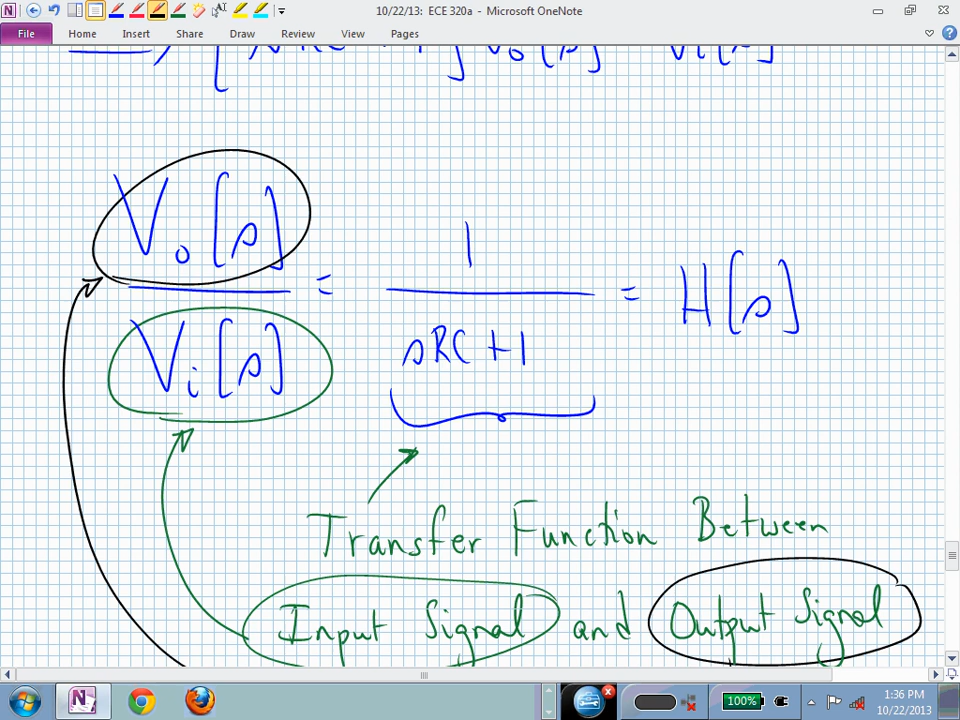 10/22/13: ECE 320a - Microsoft OneNote
File Home Insert Share Draw Review View Pages
Vo[s]
Vi[s]
=
1
sRC+1
= H[s]
Transfer Function Between
Input Signal and Output Signal
100%
1:36 PM
10/22/2013